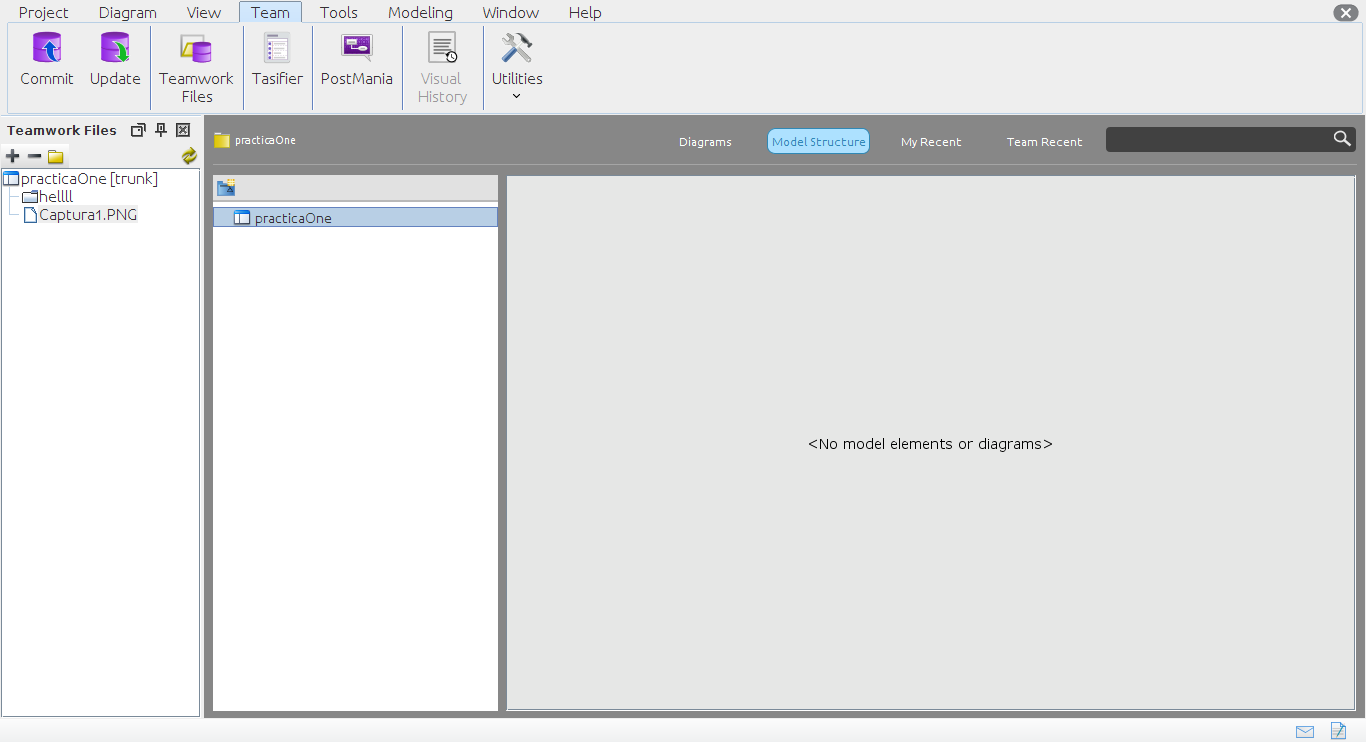 Project Diagram View Team Tools Modeling Window Help
Commit Update Teamwork Files Tasifier PostMania Visual History Utilities
Teamwork Files
practicaOne Diagrams Model Structure My Recent Team Recent
practicaOne [trunk]
hellll
Captura1.PNG
practicaOne
<No model elements or diagrams>